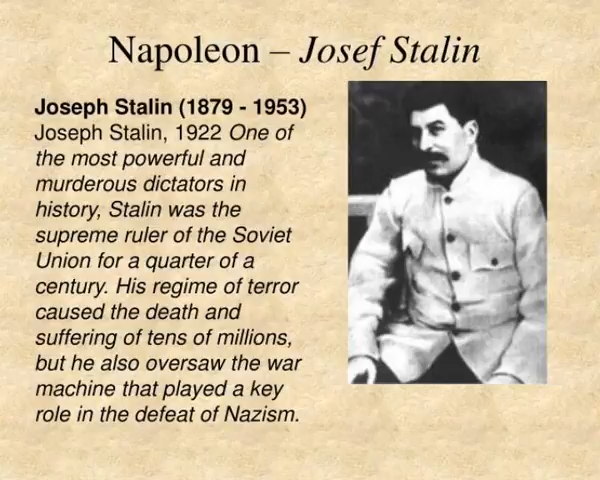 Napoleon – Josef Stalin
Joseph Stalin (1879 - 1953)
Joseph Stalin, 1922 One of
the most powerful and
murderous dictators in
history, Stalin was the
supreme ruler of the Soviet
Union for a quarter of a
century. His regime of terror
caused the death and
suffering of tens of millions,
but he also oversaw the war
machine that played a key
role in the defeat of Nazism.